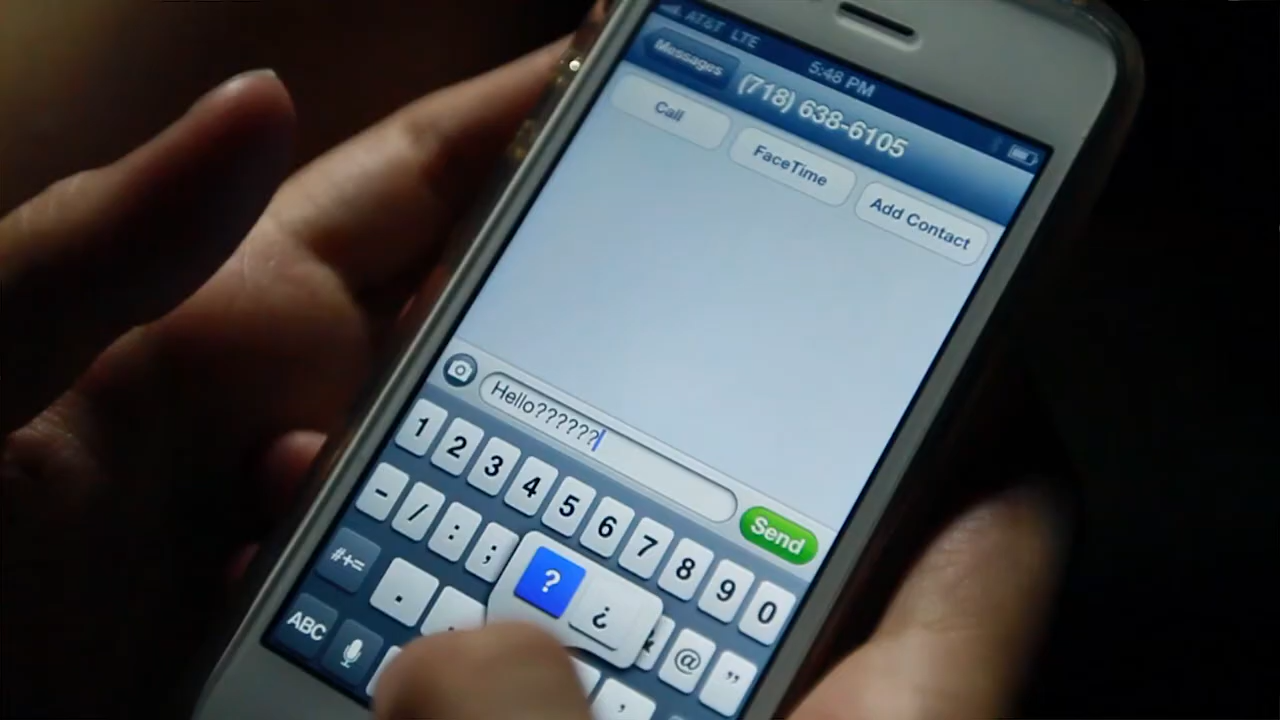 AT&T LTE 5:48 PM
Messages (718) 638-6105
Call FaceTime Add Contact
Hello??????
Send
1 2 3 4 5 6 7 8 9 0
- / : ;
@ "
? ¿
#+= .
ABC